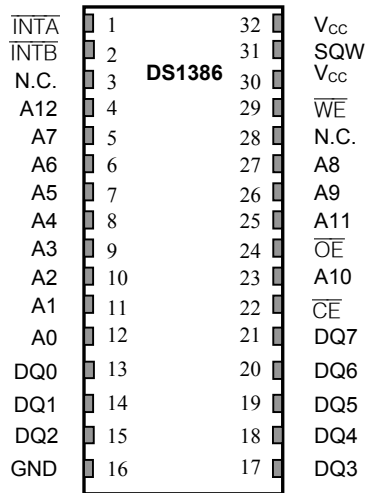 INTA 1 32 VCC
INTB 2 31 SQW
N.C. 3 DS1386 30 VCC
A12 4 29 WE
A7 5 28 N.C.
A6 6 27 A8
A5 7 26 A9
A4 8 25 A11
A3 9 24 OE
A2 10 23 A10
A1 11 22 CE
A0 12 21 DQ7
DQ0 13 20 DQ6
DQ1 14 19 DQ5
DQ2 15 18 DQ4
GND 16 17 DQ3